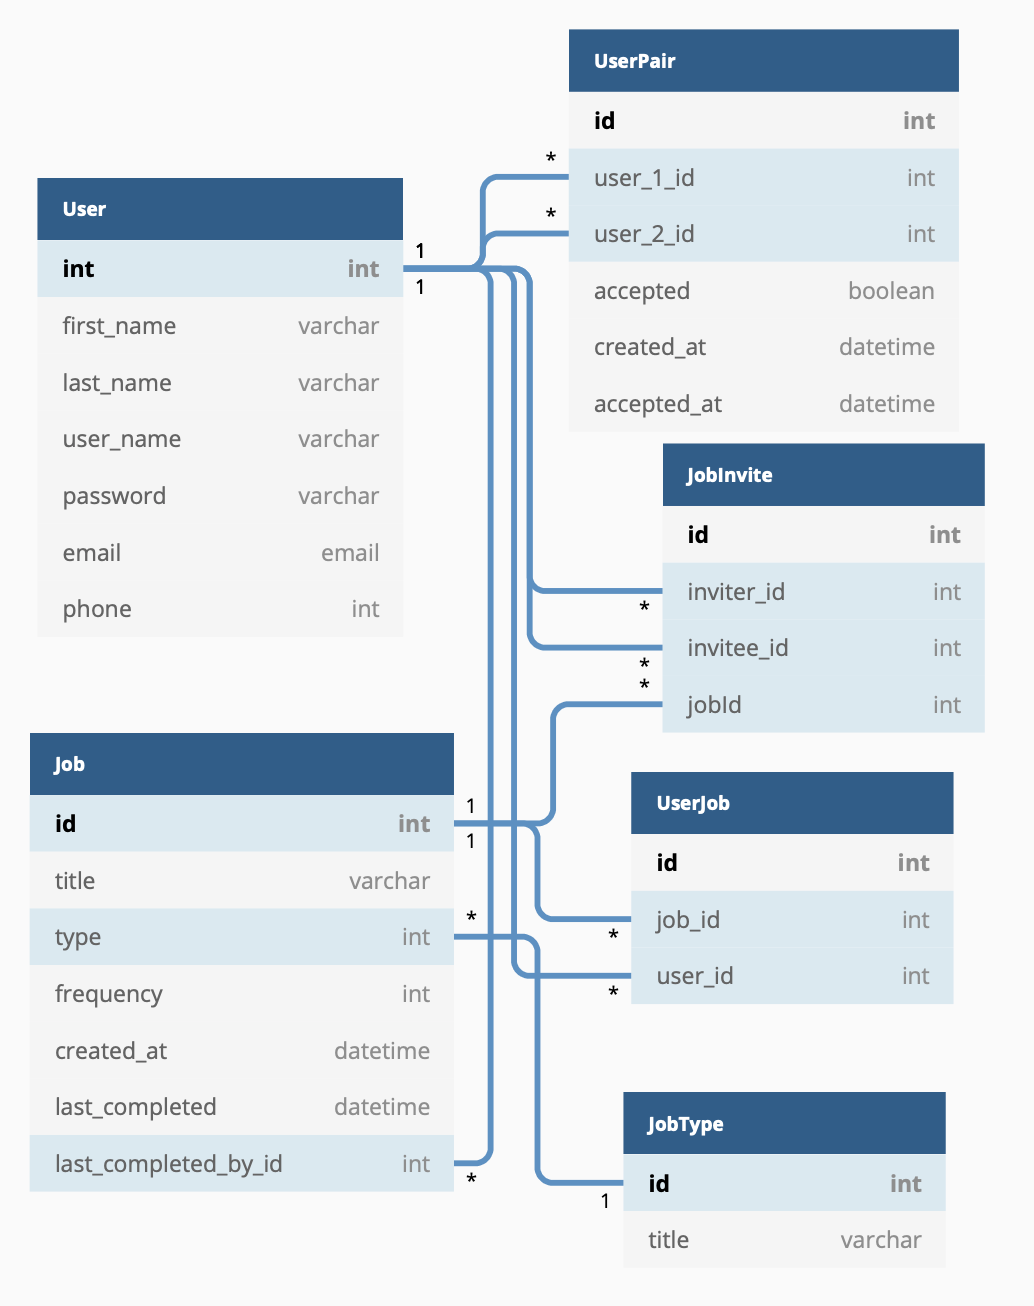 UserPair
id int
user_1_id int
user_2_id int
accepted boolean
created_at datetime
accepted_at datetime
*
*
User
int int
first_name varchar
last_name varchar
user_name varchar
password varchar
email email
phone int
1
1
JobInvite
id int
inviter_id int
invitee_id int
jobId int
*
*
*
Job
id int
title varchar
type int
frequency int
created_at datetime
last_completed datetime
last_completed_by_id int
1
1
*
*
UserJob
id int
job_id int
user_id int
*
*
JobType
id int
title varchar
1